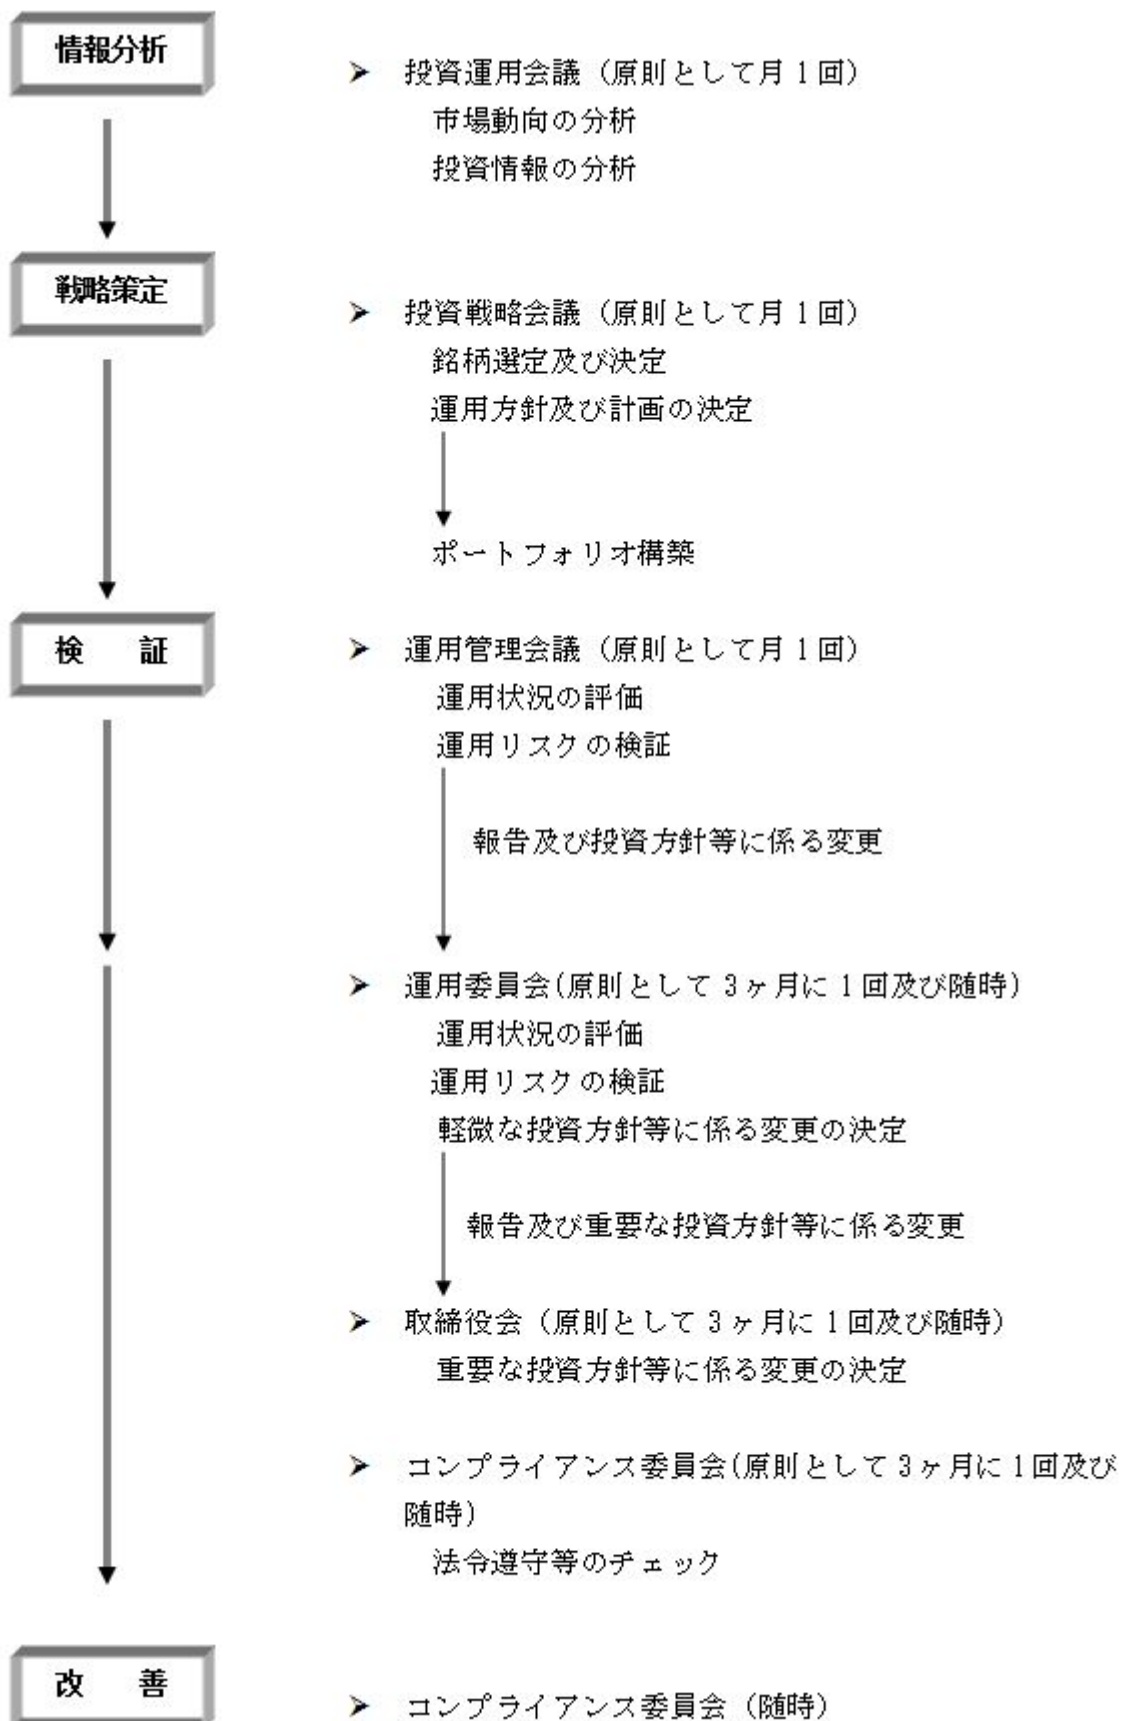 情報分析
➢ 投資運用会議（原則として月1回）
市場動向の分析
投資情報の分析
戦略策定
➢ 投資戦略会議（原則として月1回）
銘柄選定及び決定
運用方針及び計画の決定
ポートフォリオ構築
検　証
➢ 運用管理会議（原則として月1回）
運用状況の評価
運用リスクの検証
報告及び投資方針等に係る変更
➢ 運用委員会(原則として3ヶ月に1回及び随時)
運用状況の評価
運用リスクの検証
軽微な投資方針等に係る変更の決定
報告及び重要な投資方針等に係る変更
➢ 取締役会（原則として3ヶ月に1回及び随時）
重要な投資方針等に係る変更の決定
➢ コンプライアンス委員会(原則として3ヶ月に1回及び
随時)
法令遵守等のチェック
改　善
➢ コンプライアンス委員会（随時）